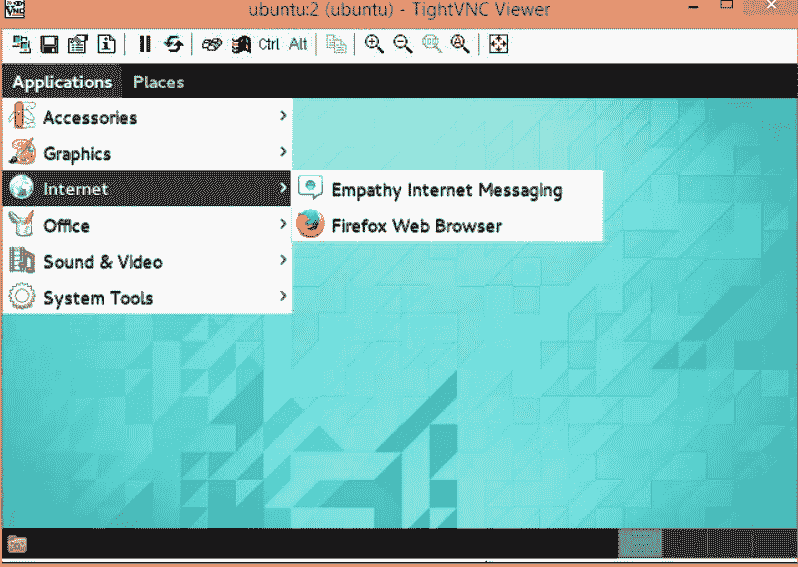 ubuntu:2 (ubuntu) - TightVNC Viewer
Ctrl Alt
Applications Places
Accessories
Graphics
Internet
Empathy Internet Messaging
Firefox Web Browser
Office
Sound & Video
System Tools